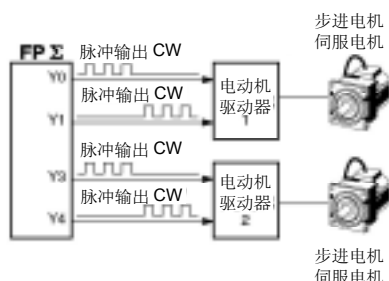 步进电机
伺服电机
FP Σ
脉冲输出 CW
Y0
脉冲输出 CW
Y1
电动机
驱动器
1
脉冲输出 CW
Y3
脉冲输出 CW
Y4
电动机
驱动器
2
步进电机
伺服电机